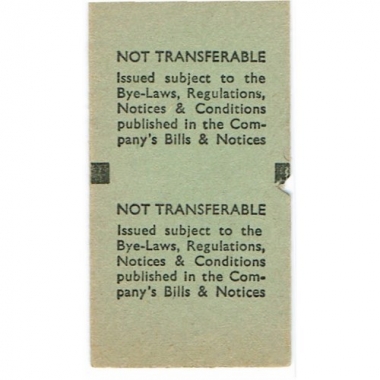 NOT TRANSFERABLE
Issued subject to the
Bye-Laws, Regulations,
Notices & Conditions
published in the Com-
pany's Bills & Notices
NOT TRANSFERABLE
Issued subject to the
Bye-Laws, Regulations,
Notices & Conditions
published in the Com-
pany's Bills & Notices